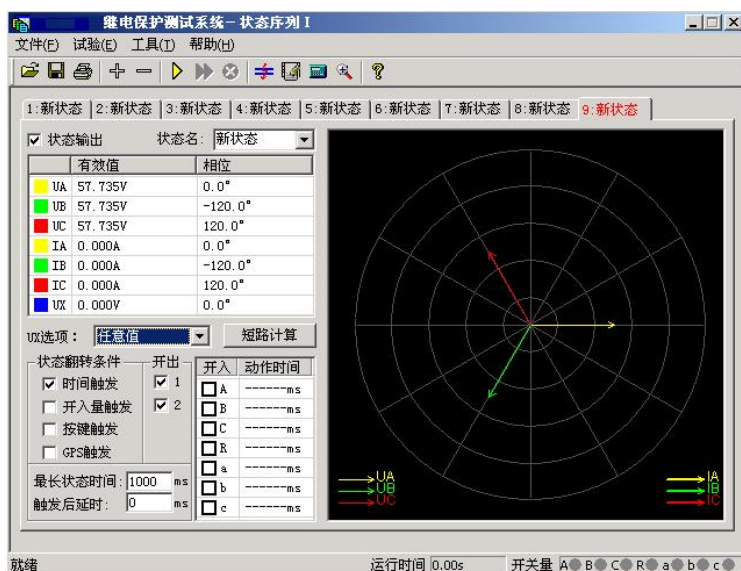 继电保护测试系统-状态序列 I
文件(F) 试验(E) 工具(T) 帮助(H)
1:新状态 2:新状态 3:新状态 4:新状态 5:新状态 6:新状态 7:新状态 8:新状态 9:新状态
状态输出 状态名: 新状态
有效值 相位
UA 57.735V 0.0°
UB 57.735V -120.0°
UC 57.735V 120.0°
IA 0.000A 0.0°
IB 0.000A -120.0°
IC 0.000A 120.0°
UX 0.000V 0.0°
UX选项: 任意值 短路计算
状态翻转条件 开出 开入 动作时间
时间触发 1 A ------ms
开入量触发 2 B ------ms
按键触发 C ------ms
GPS触发 R ------ms
最长状态时间: 1000 ms a ------ms
触发后延时: 0 ms b ------ms
c ------ms
UA IA
UB IB
UC IC
就绪 运行时间 0.00s 开关量 A B C R a b c